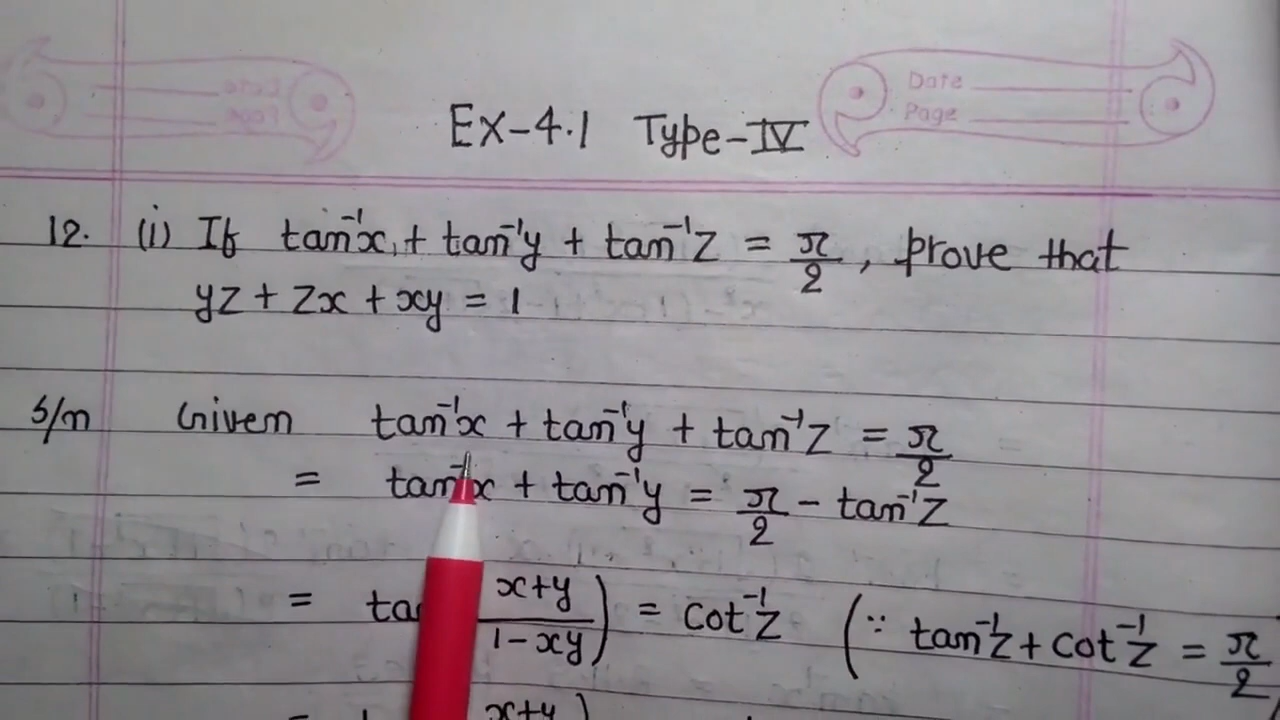 Date
Page
Ex-4.1 Type-IV
12. (i) If tan⁻¹x + tan⁻¹y + tan⁻¹z = π/2, prove that
yz + zx + xy = 1
S/n Given tan⁻¹x + tan⁻¹y + tan⁻¹z = π/2
= tan⁻¹x + tan⁻¹y = π/2 - tan⁻¹z
= x+y/1-xy) = cot⁻¹z (∵ tan⁻¹z + cot⁻¹z = π/2
x+y